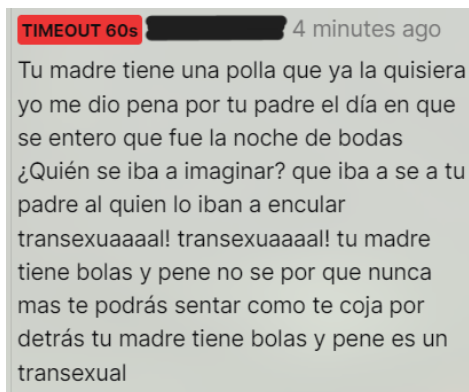 TIMEOUT 60s 4 minutes ago
Tu madre tiene una polla que ya la quisiera
yo me dio pena por tu padre el día en que
se entero que fue la noche de bodas
¿Quién se iba a imaginar? que iba a se a tu
padre al quien lo iban a encular
transexuaaaal! transexuaaaal! tu madre
tiene bolas y pene no se por que nunca
mas te podrás sentar como te coja por
detrás tu madre tiene bolas y pene es un
transexual